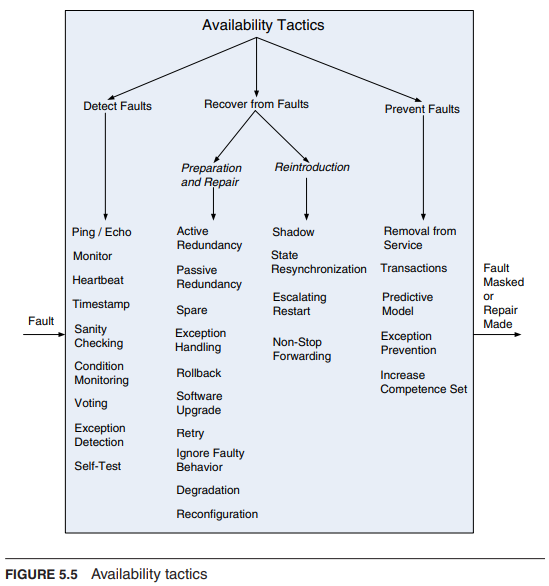 Availability Tactics
Detect Faults
Recover from Faults
Prevent Faults
Preparation
and Repair
Reintroduction
Fault
Ping / Echo
Monitor
Heartbeat
Timestamp
Sanity
Checking
Condition
Monitoring
Voting
Exception
Detection
Self-Test
Active
Redundancy
Passive
Redundancy
Spare
Exception
Handling
Rollback
Software
Upgrade
Retry
Ignore Faulty
Behavior
Degradation
Reconfiguration
Shadow
State
Resynchronization
Escalating
Restart
Non-Stop
Forwarding
Removal from
Service
Transactions
Predictive
Model
Exception
Prevention
Increase
Competence Set
Fault
Masked
or
Repair
Made
FIGURE 5.5 Availability tactics